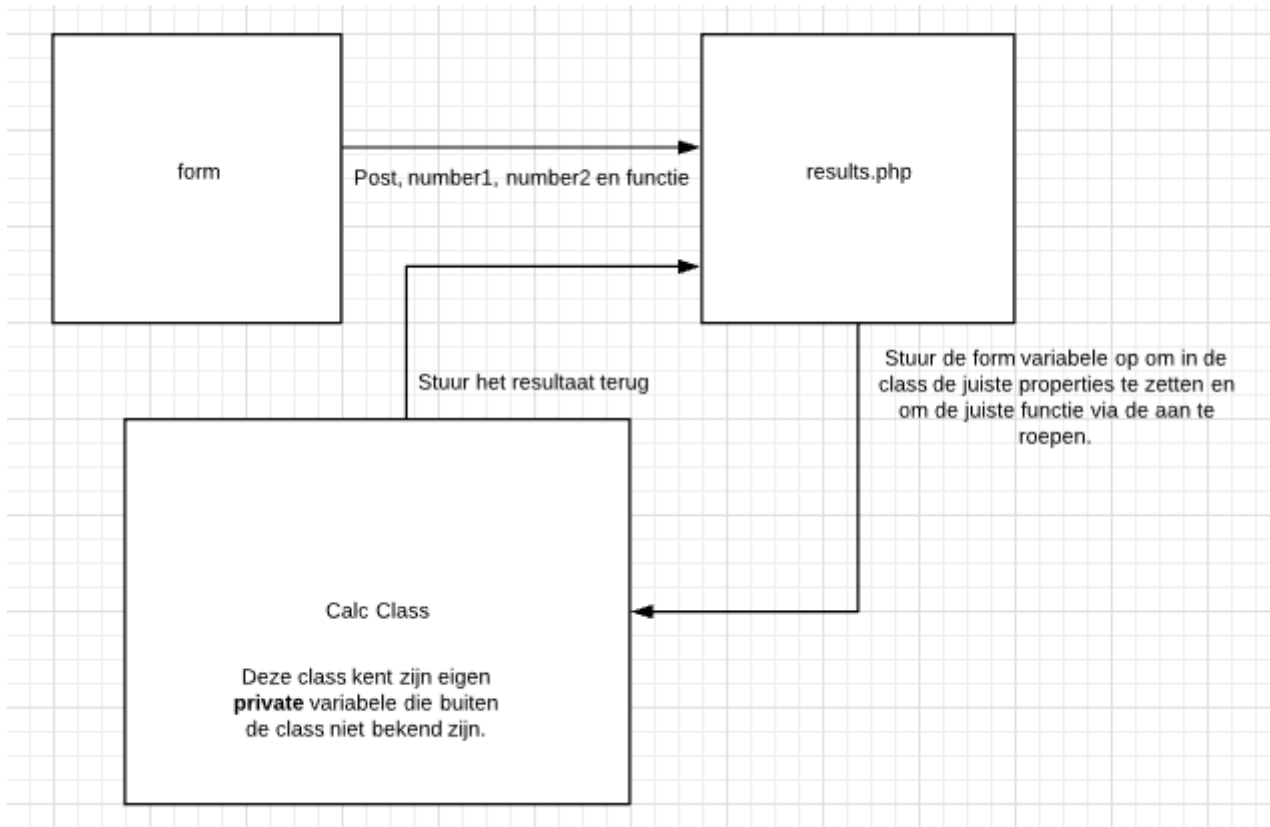 form
Post, number1, number2 en functie
results.php
Stuur de form variabele op om in de
class de juiste properties te zetten en
om de juiste functie via de aan te
roepen.
Stuur het resultaat terug
Calc Class
Deze class kent zijn eigen
private variabele die buiten
de class niet bekend zijn.